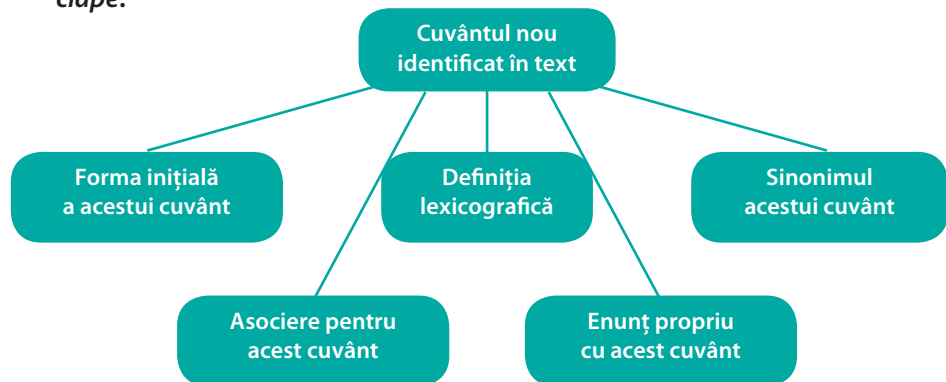 clape.
Cuvântul nou
identificat în text
Forma inițială
a acestui cuvânt
Definiția
lexicografică
Sinonimul
acestui cuvânt
Asociere pentru
acest cuvânt
Enunț propriu
cu acest cuvânt